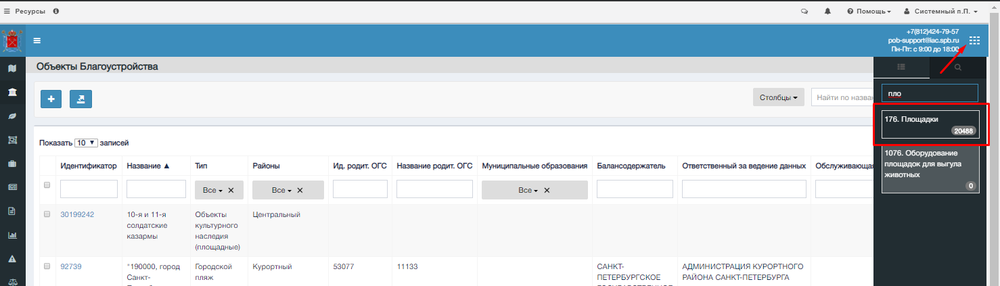 Ресурсы
Помощь
Системный п.П.
+7(812)424-79-57
pob-support@iac.spb.ru
Пн-Пт: с 9:00 до 18:00
Объекты Благоустройства
Столбцы
Найти по назва
пло
176. Площадки
20488
1076. Оборудование
площадок для выгула
животных
0
Показать 10 записей
Идентификатор Название Тип Районы Ид. родит. ОГС Название родит. ОГС Муниципальные образования Балансодержатель Ответственный за ведение данных Обслуживающа
Все Все Все
30199242 10-я и 11-я Объекты Центральный
солдатские культурного
казармы наследия
(площадные)
92739 *190000, город Городской Курортный 53077 11133 САНКТ- АДМИНИСТРАЦИЯ КУРОРТНОГО
Санкт- пляж ПЕТЕРБУРГСКОЕ РАЙОНА САНКТ-ПЕТЕРБУРГА